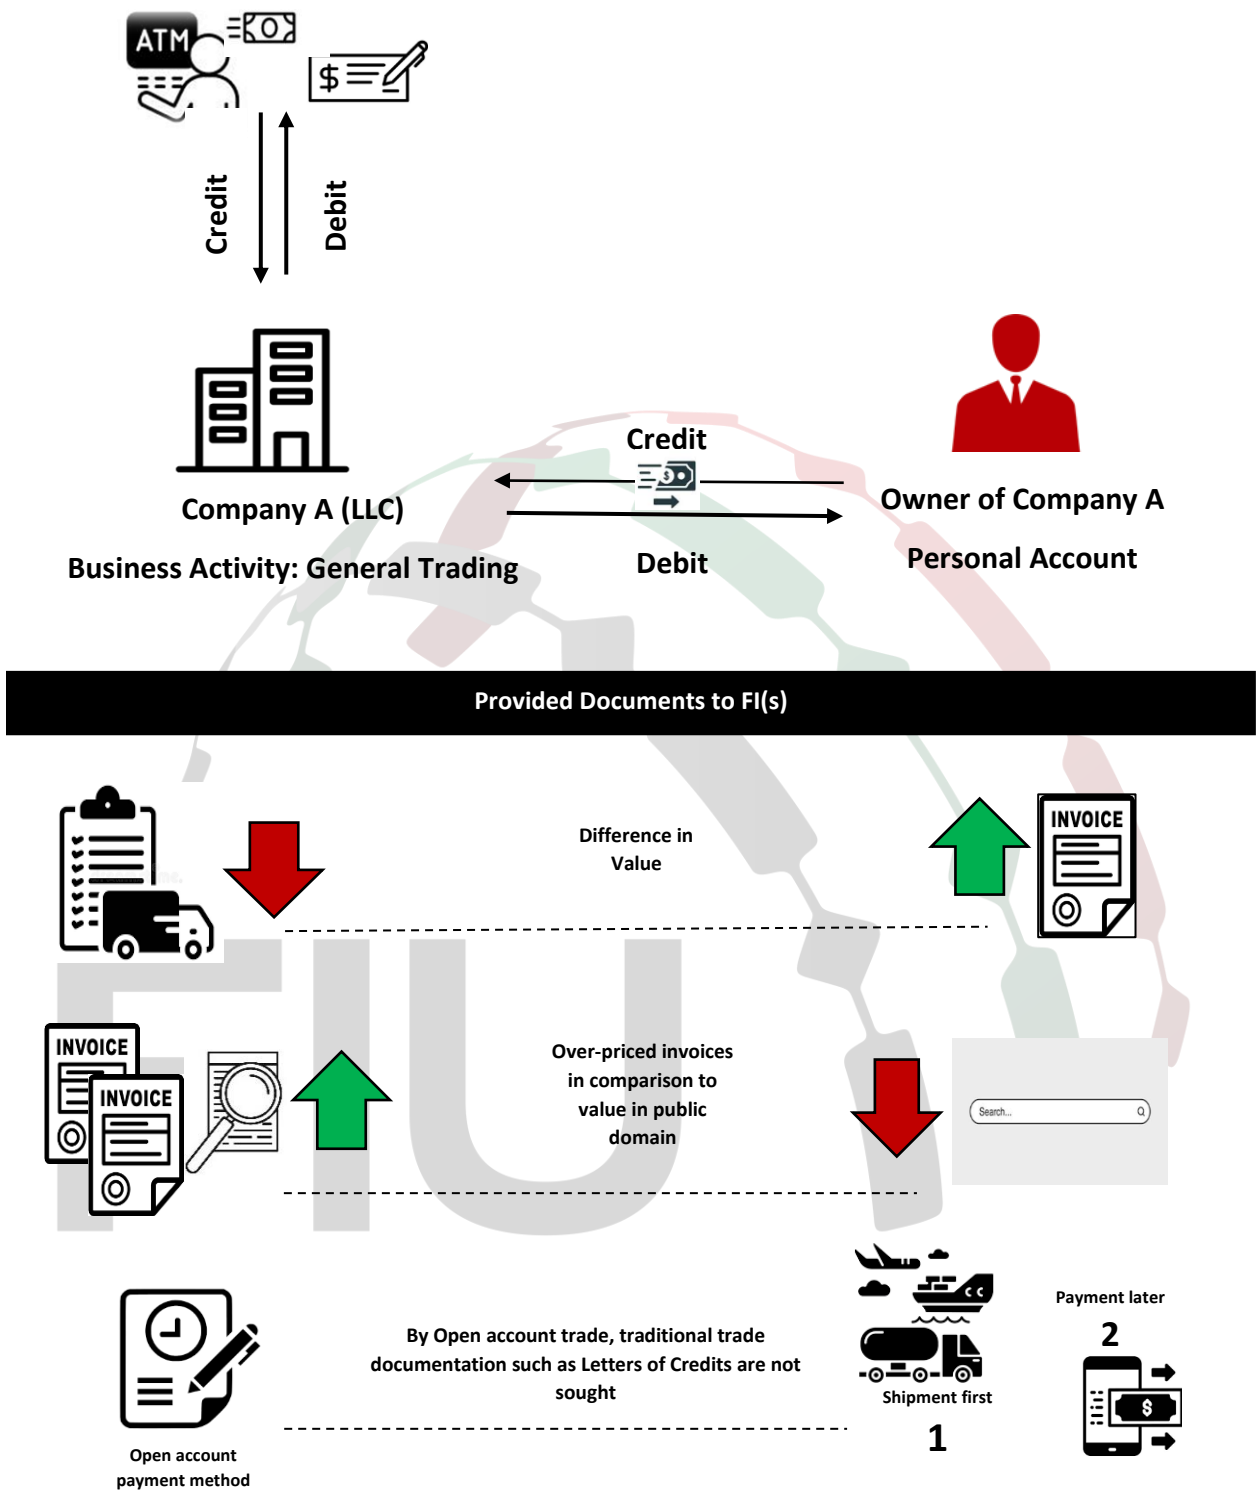 ATM
$
Credit
Debit
Credit
Company A (LLC)
Owner of Company A
Business Activity: General Trading
Debit
Personal Account
Provided Documents to FI(s)
Difference in
Value
INVOICE
FIU
INVOICE
INVOICE
Over-priced invoices
in comparison to
value in public
domain
Search...
By Open account trade, traditional trade
documentation such as Letters of Credits are not
sought
Shipment first
1
Payment later
2
$
Open account
payment method